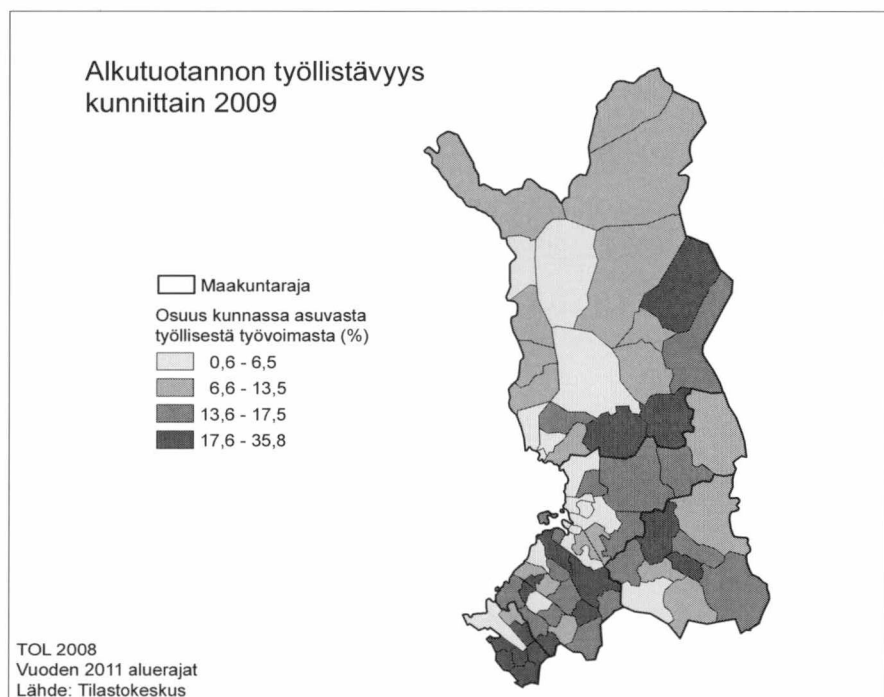 Alkutuotannon työllistävyys
kunnittain 2009
Maakuntaraja
Osuus kunnassa asuvasta
työllisestä työvoimasta (%)
0,6 - 6,5
6,6 - 13,5
13,6 - 17,5
17,6 - 35,8
TOL 2008
Vuoden 2011 aluerajat
Lähde: Tilastokeskus